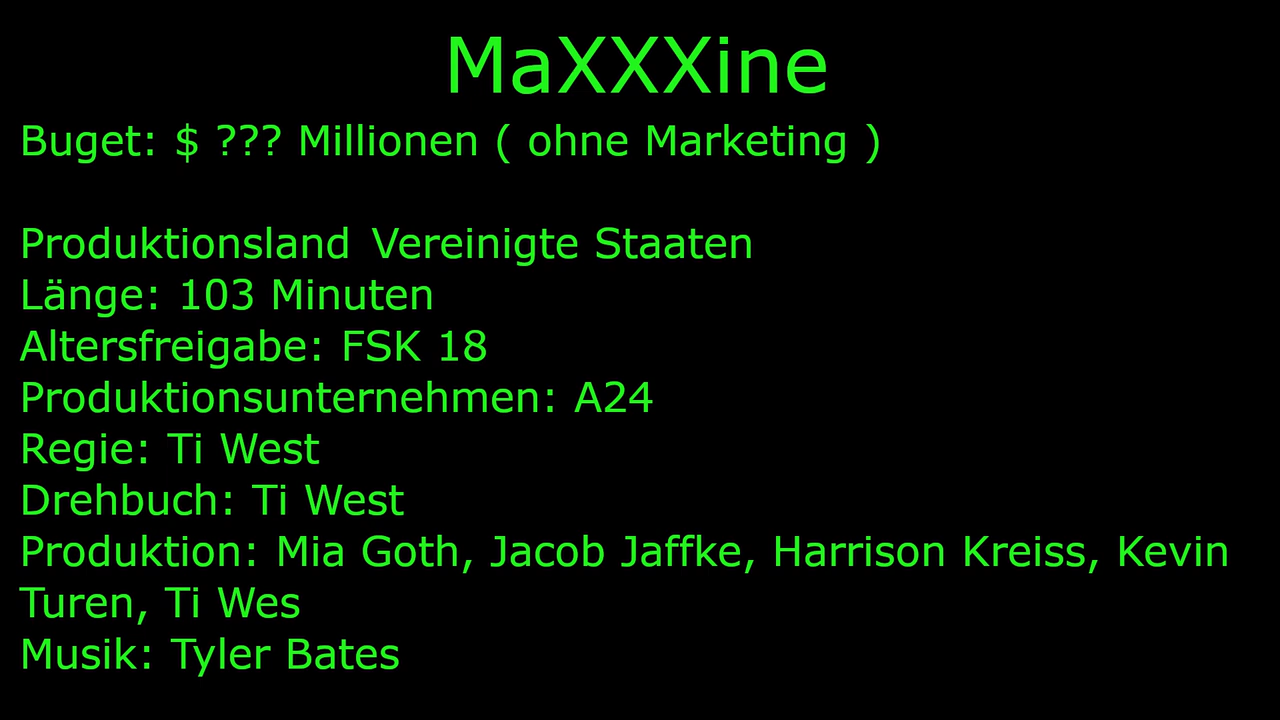 MaXXXine
Buget: $ ??? Millionen ( ohne Marketing )
Produktionsland Vereinigte Staaten
Länge: 103 Minuten
Altersfreigabe: FSK 18
Produktionsunternehmen: A24
Regie: Ti West
Drehbuch: Ti West
Produktion: Mia Goth, Jacob Jaffke, Harrison Kreiss, Kevin
Turen, Ti Wes
Musik: Tyler Bates